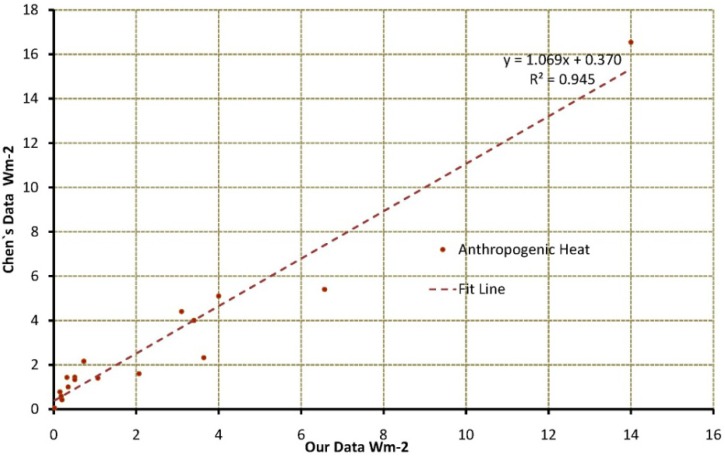 18
16
14
12
10
8
6
4
2
0
Chen`s Data Wm-2
y = 1.069x + 0.370
R² = 0.945
Anthropogenic Heat
Fit Line
0 2 4 6 8 10 12 14 16
Our Data Wm-2